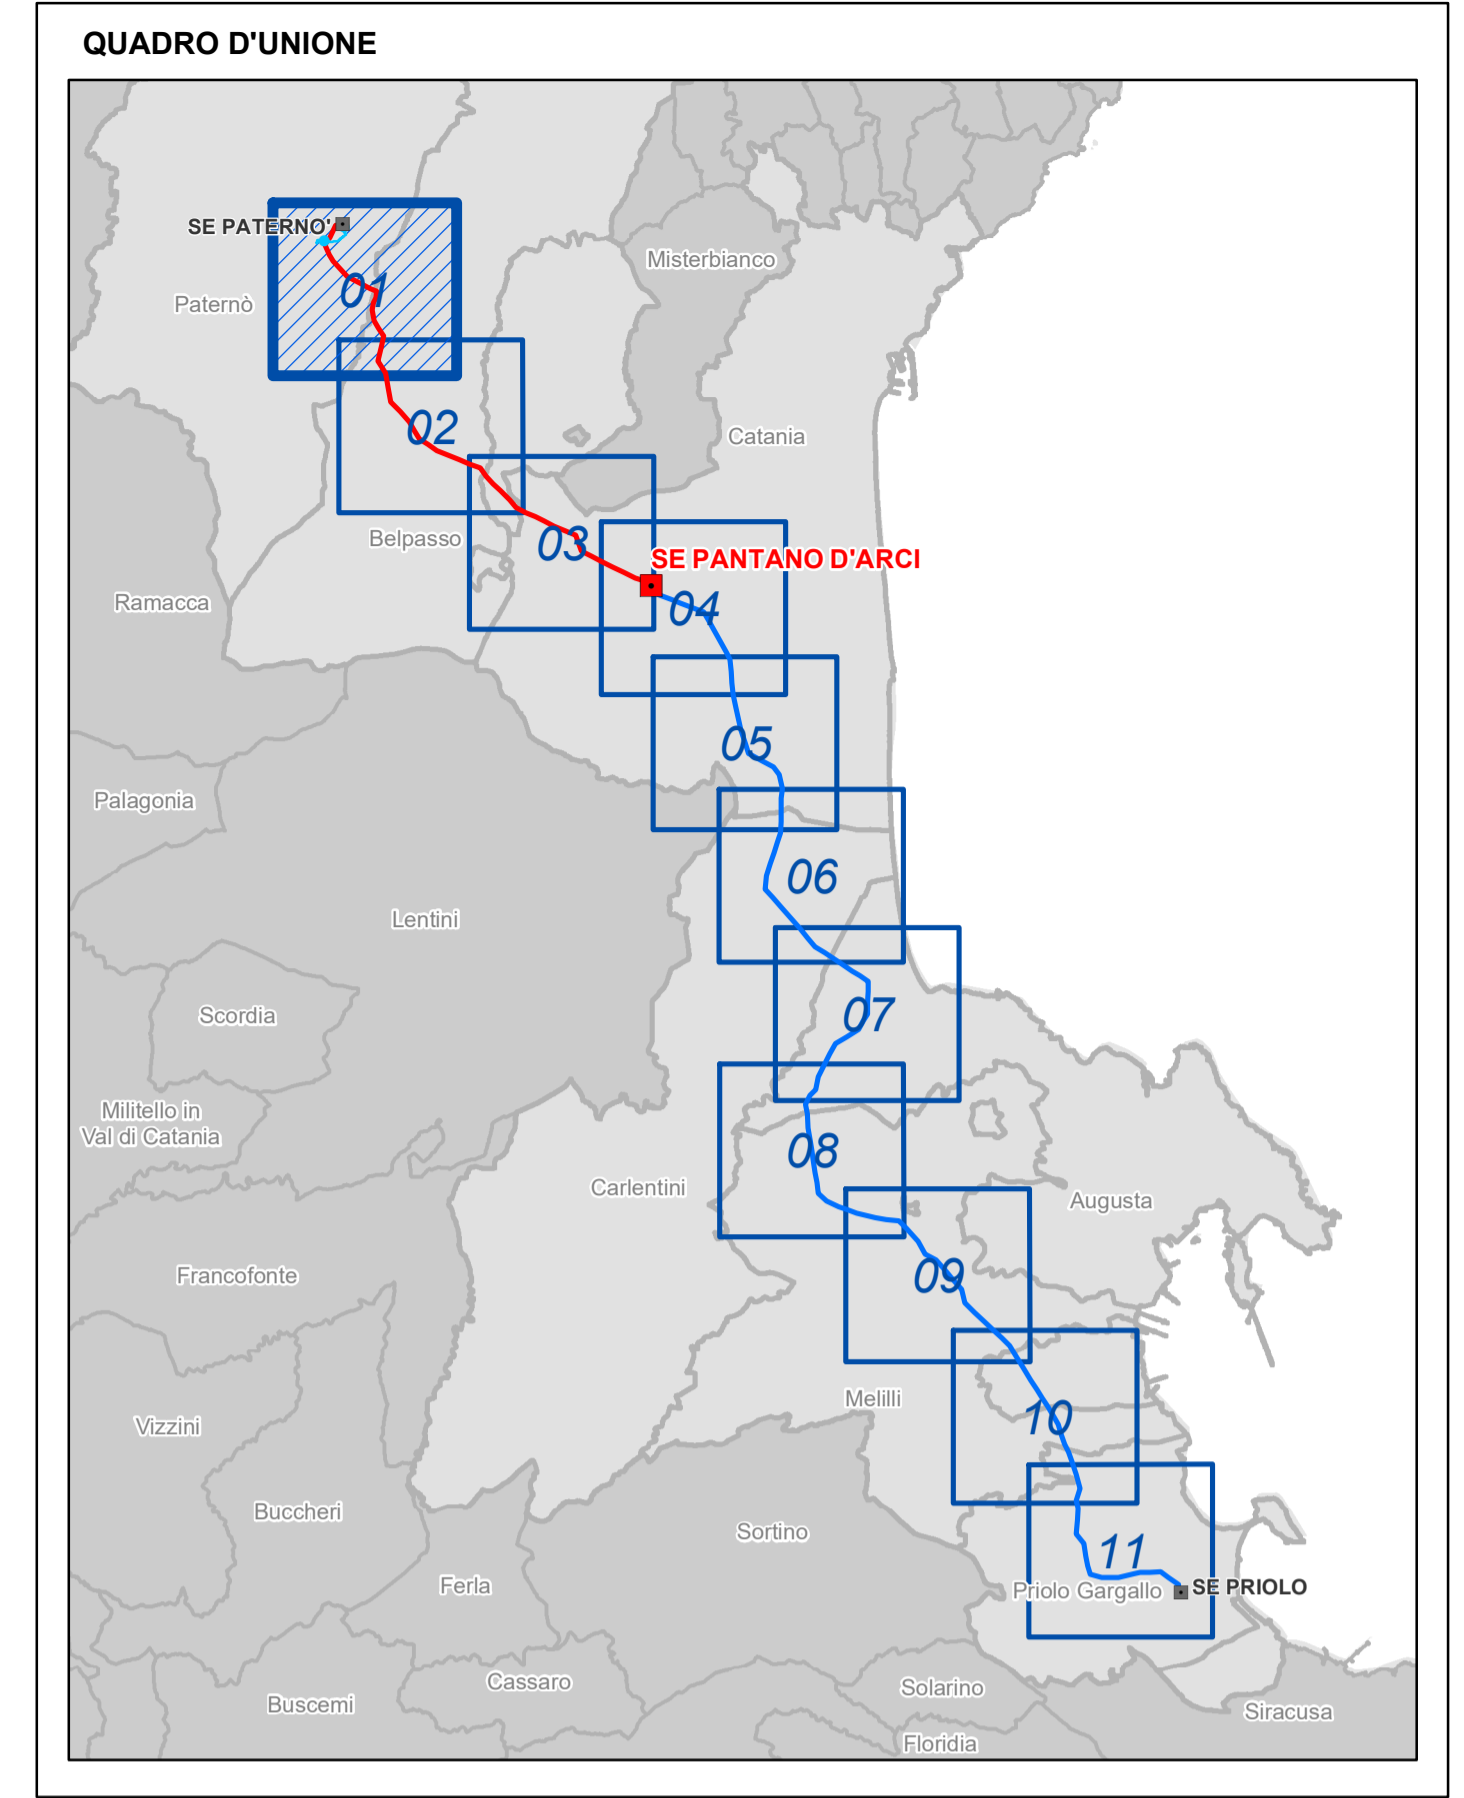 QUADRO D'UNIONE
SE PATERNO'
Misterbianco
01
Paternò
02
Catania
Belpasso
03
SE PANTANO D'ARCI
Ramacca
04
05
Palagonia
06
Lentini
Scordia
07
Militello in
Val di Catania
08
Carlentini
Augusta
Francofonte
09
Melilli
10
Vizzini
Buccheri
Sortino
11
Ferla
Priolo Gargallo
SE PRIOLO
Cassaro
Solarino
Buscemi
Siracusa
Floridia